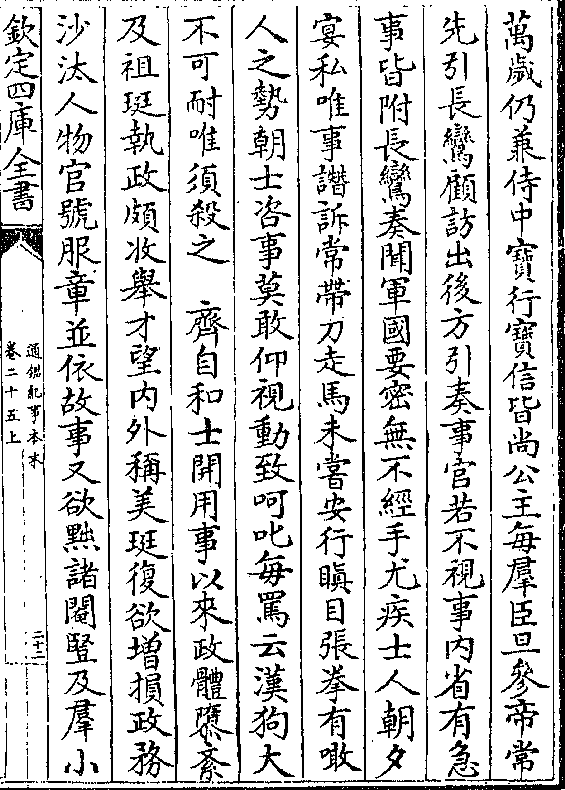 萬歲仍兼侍中寳行寳信皆尚公主每羣臣旦參帝常
先引長鸞顧訪出後方引奏事官若不視事内省有急
事皆附長鸞奏聞軍國要密無不經手尤疾士人朝夕
宴私唯事譖訴常帶刀走馬未嘗安行瞋目張拳有噉
人之勢朝士咨事莫敢仰視動致呵叱每罵云漢狗大
不可耐唯須殺之　齊自和士開用事以來政體隳紊
及祖珽執政頗收舉才望内外稱美珽復欲增損政務
沙汰人物官號服章並依故事又欲黜諸閹豎及羣小
欽定四庫全書
通鑑紀事本末
卷二十五上
二十二